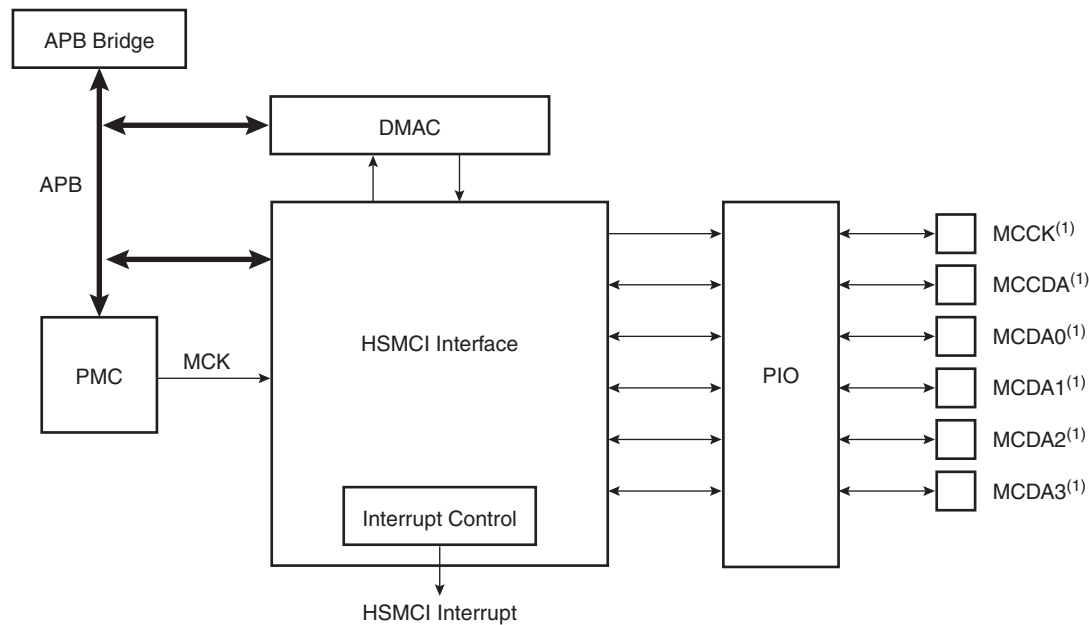 APB Bridge
DMAC
APB
MCCK(1)
MCCDA(1)
HSMCI Interface
MCDA0(1)
MCK
PMC
PIO
MCDA1(1)
MCDA2(1)
MCDA3(1)
Interrupt Control
HSMCI Interrupt